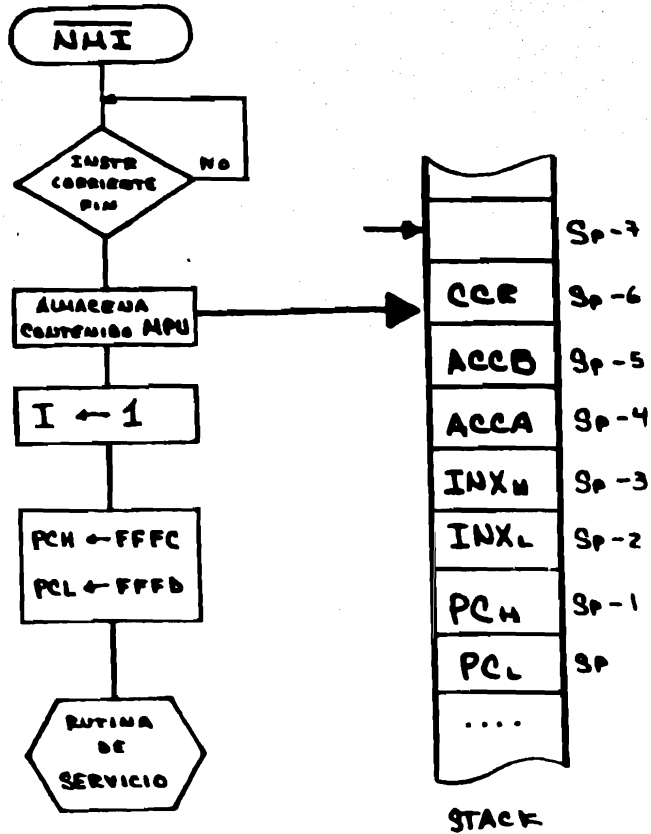 NMI
INSTR
CORRIENTE
FIN
NO
ALMACENA
CONTENIDO MPU
I ← 1
PCH ← FFFC
PCL ← FFFD
RUTINA
DE
SERVICIO
SP-7
CCR SP-6
ACCB SP-5
ACCA SP-4
INXH SP-3
INXL SP-2
PCH SP-1
PCL SP
....
STACK